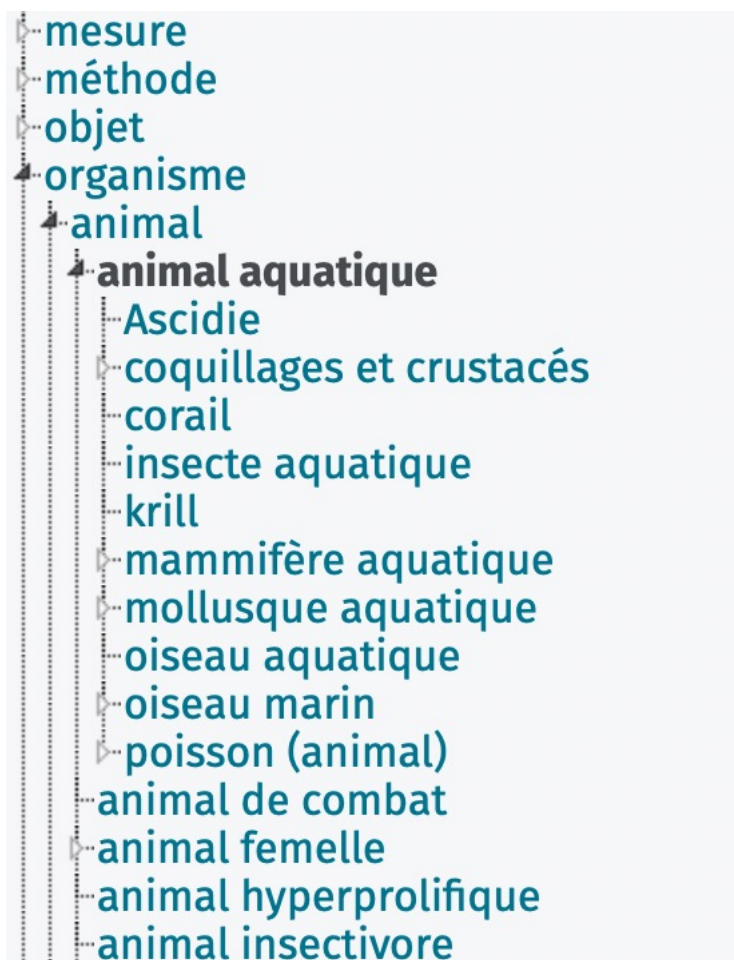 mesure
méthode
objet
organisme
animal
animal aquatique
Ascidie
coquillages et crustacés
corail
insecte aquatique
krill
mammifère aquatique
mollusque aquatique
oiseau aquatique
oiseau marin
poisson (animal)
animal de combat
animal femelle
animal hyperprolifique
animal insectivore